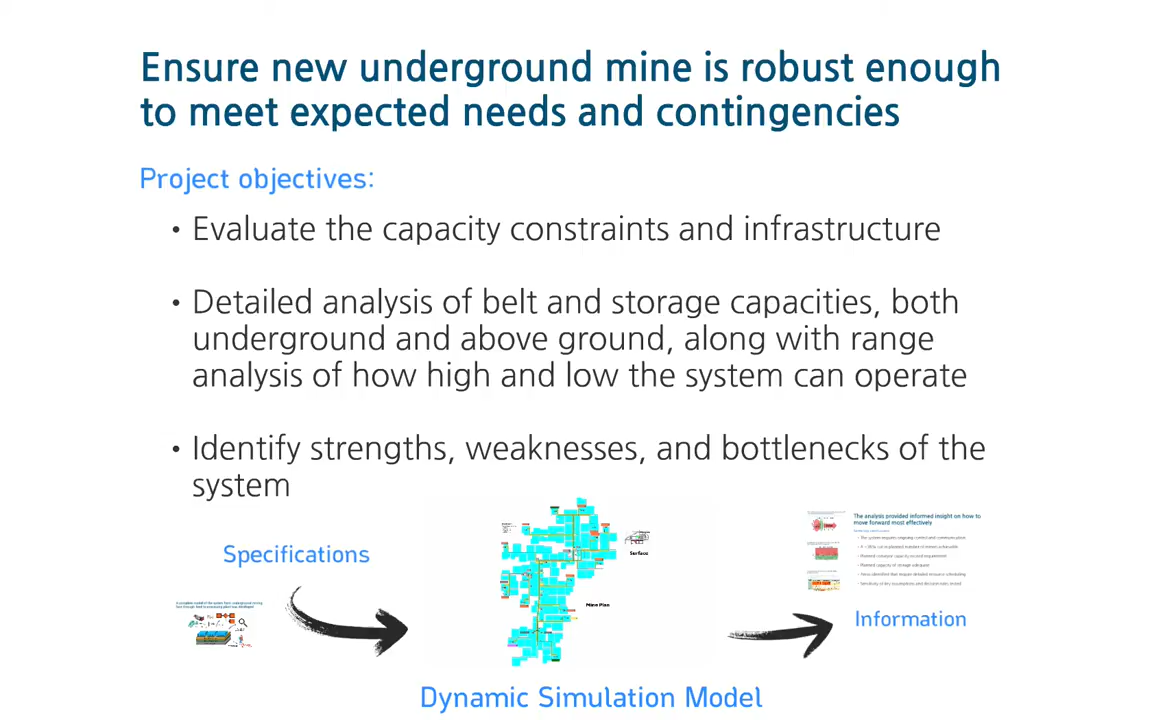 Ensure new underground mine is robust enough
to meet expected needs and contingencies
Project objectives:
• Evaluate the capacity constraints and infrastructure
• Detailed analysis of belt and storage capacities, both
underground and above ground, along with range
analysis of how high and low the system can operate
• Identify strengths, weaknesses, and bottlenecks of the
system
Specifications
Surface
Mine Plan
The analysis provided informed insight on how to
move forward most effectively
Information
Dynamic Simulation Model